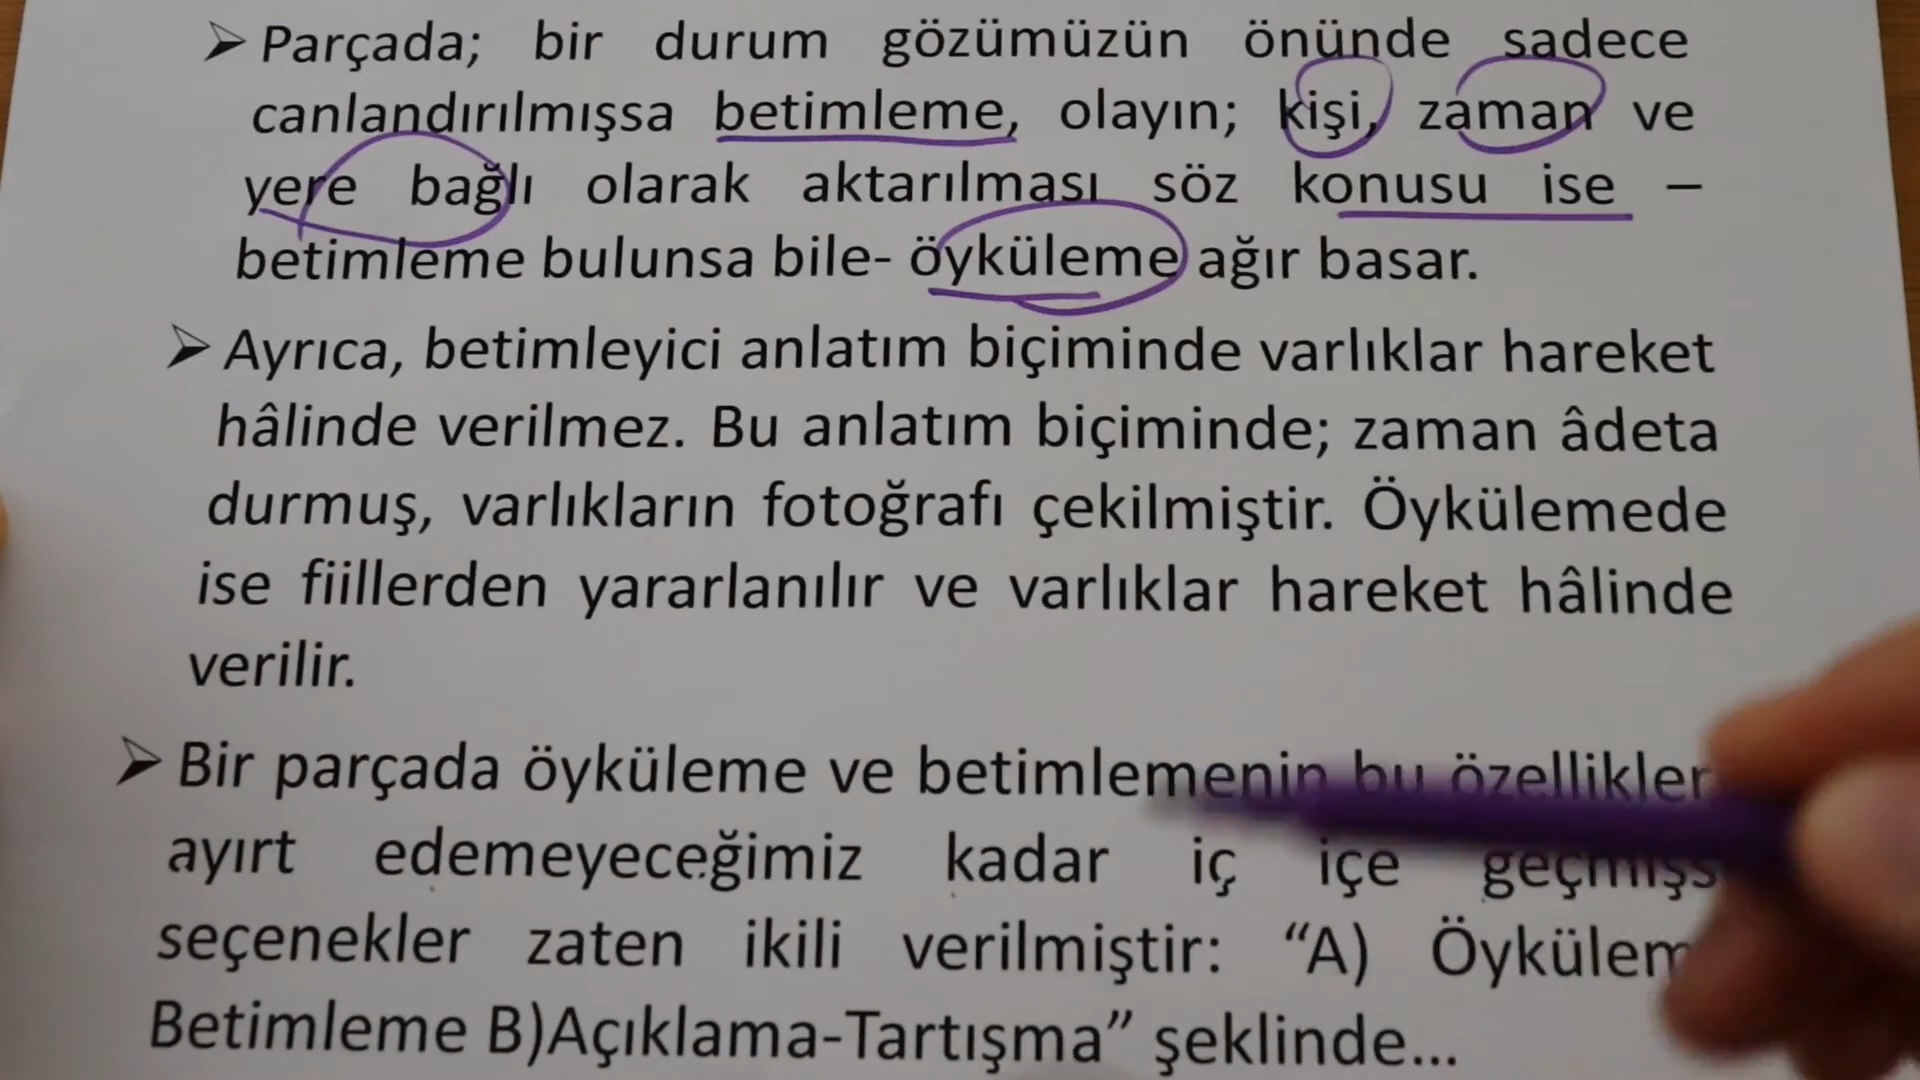 ➢ Parçada; bir durum gözümüzün önünde sadece
canlandırılmışsa betimleme, olayın; kişi, zaman ve
yere bağlı olarak aktarılması söz konusu ise –
betimleme bulunsa bile- öyküleme ağır basar.
➢ Ayrıca, betimleyici anlatım biçiminde varlıklar hareket
hâlinde verilmez. Bu anlatım biçiminde; zaman âdeta
durmuş, varlıkların fotoğrafı çekilmiştir. Öykülemede
ise fiillerden yararlanılır ve varlıklar hareket hâlinde
verilir.
➢ Bir parçada öyküleme ve betimlemenin bu
ayırt edemeyeceğimiz kadar iç içe
seçenekler zaten ikili verilmiştir: “A)
Betimleme B)Açıklama-Tartışma” şeklinde...